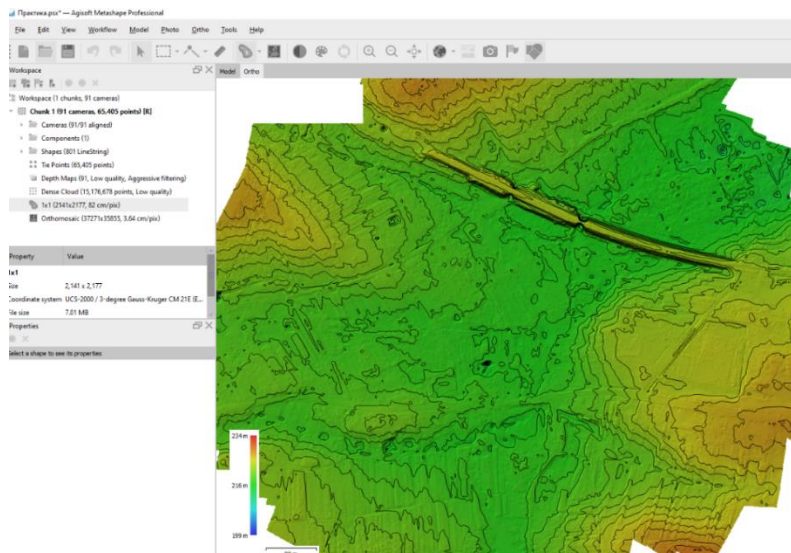 Практика.psx* — Agisoft Metashape Professional
File Edit View Workflow Model Photo Ortho Tools Help
Workspace
Model Ortho
Workspace (1 chunks, 91 cameras)
Chunk 1 (91 cameras, 65,405 points) [R]
Cameras (91/91 aligned)
Components (1)
Shapes (801 LineString)
Tie Points (65,405 points)
Depth Maps (91, Low quality, Aggressive filtering)
Dense Cloud (15,176,678 points, Low quality)
1x1 (2141x2177, 82 cm/pix)
Orthomosaic (37271x35855, 3.64 cm/pix)
Property Value
1x1
Size 2,141 x 2,177
Coordinate system UCS-2000 / 3-degree Gauss-Kruger CM 21E (E...
File size 7.01 MB
Properties
Select a shape to see its properties
234 m
216 m
199 m